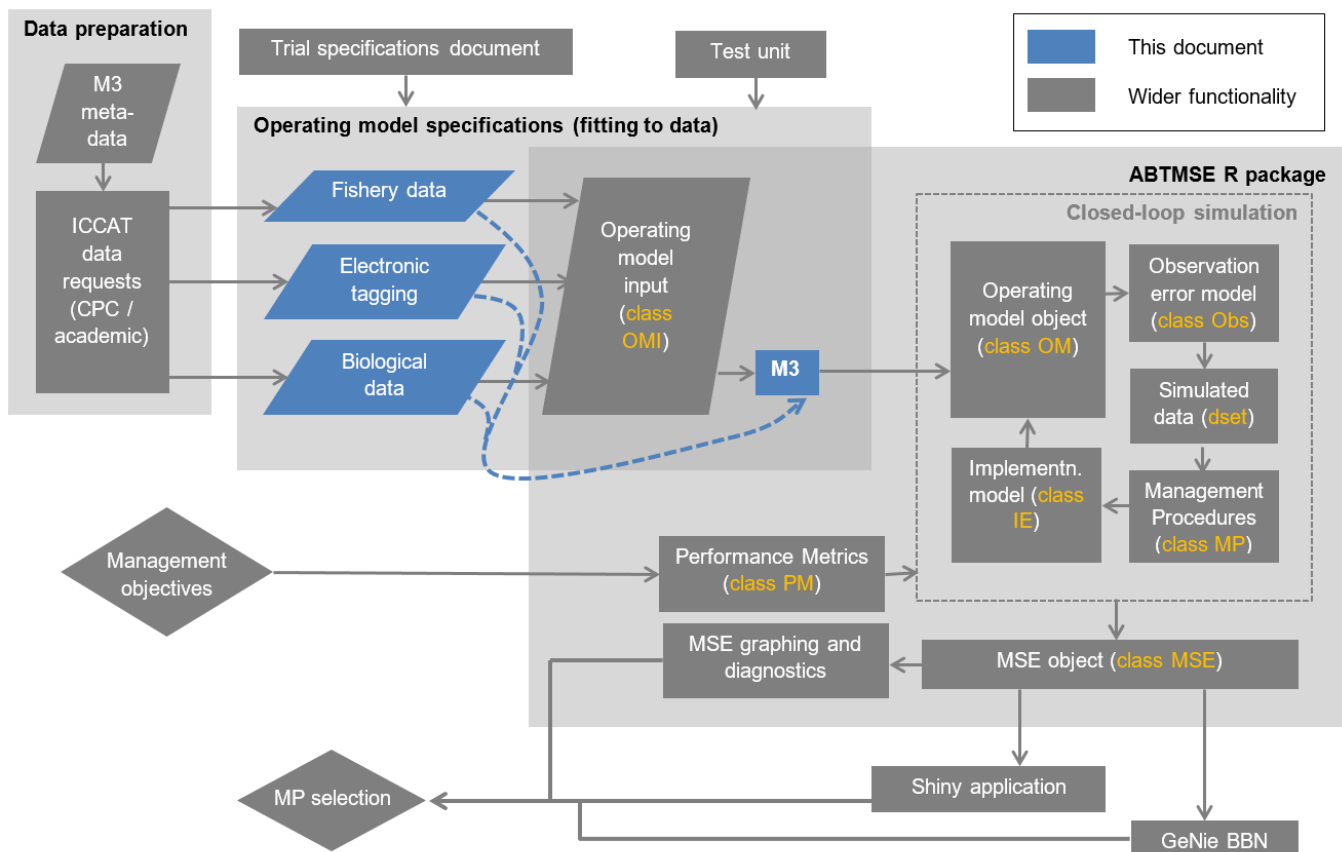 Data preparation
M3
meta-
data
ICCAT
data
requests
(CPC /
academic)
Trial specifications document
Test unit
This document
Wider functionality
Operating model specifications (fitting to data)
Fishery data
Electronic
tagging
Biological
data
Operating
model
input
(class
OMI)
M3
ABTMSE R package
Closed-loop simulation
Operating
model object
(class OM)
Observation
error model
(class Obs)
Simulated
data (dset)
Management
Procedures
(class MP)
Implementn.
model (class
IE)
Management
objectives
Performance Metrics
(class PM)
MSE graphing and
diagnostics
MSE object (class MSE)
Shiny application
MP selection
GeNie BBN